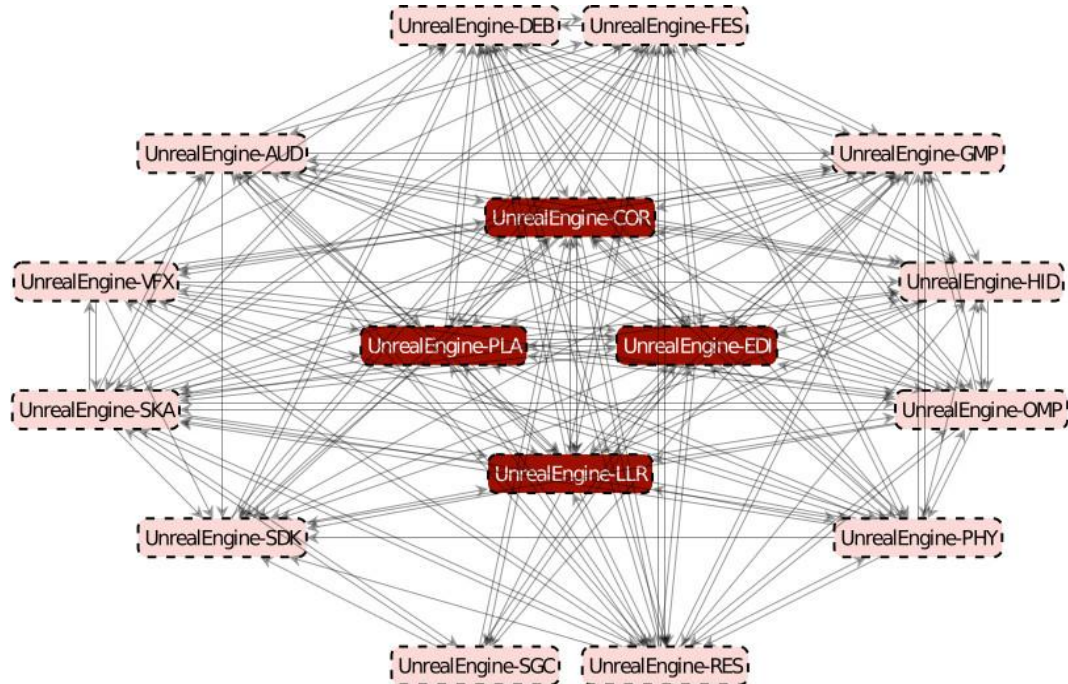 UnrealEngine-DEB
UnrealEngine-FES
UnrealEngine-AUD
UnrealEngine-GMP
UnrealEngine-COR
UnrealEngine-VFX
UnrealEngine-HID
UnrealEngine-PLA
UnrealEngine-EDI
UnrealEngine-SKA
UnrealEngine-OMP
UnrealEngine-LLR
UnrealEngine-SDK
UnrealEngine-PHY
UnrealEngine-SGC
UnrealEngine-RES